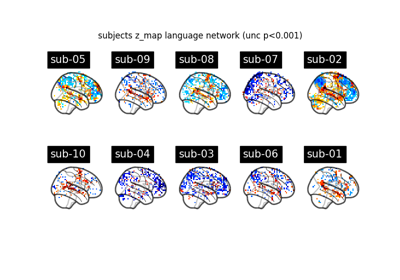 subjects z_map language network (unc p<0.001)
sub-05 sub-09 sub-08 sub-07 sub-02
sub-10 sub-04 sub-03 sub-06 sub-01